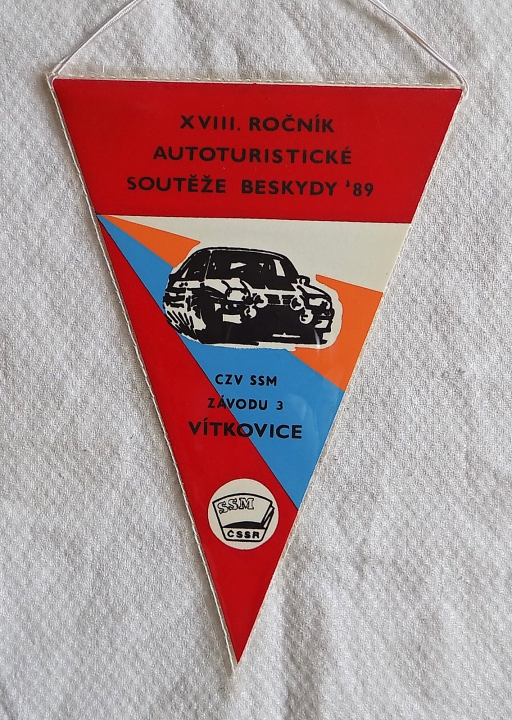 XVIII. ROČNÍK
AUTOTURISTICKÉ
SOUTĚŽE BESKYDY '89
CZV SSM
ZÁVODU 3
VÍTKOVICE
SSM
ČSSR